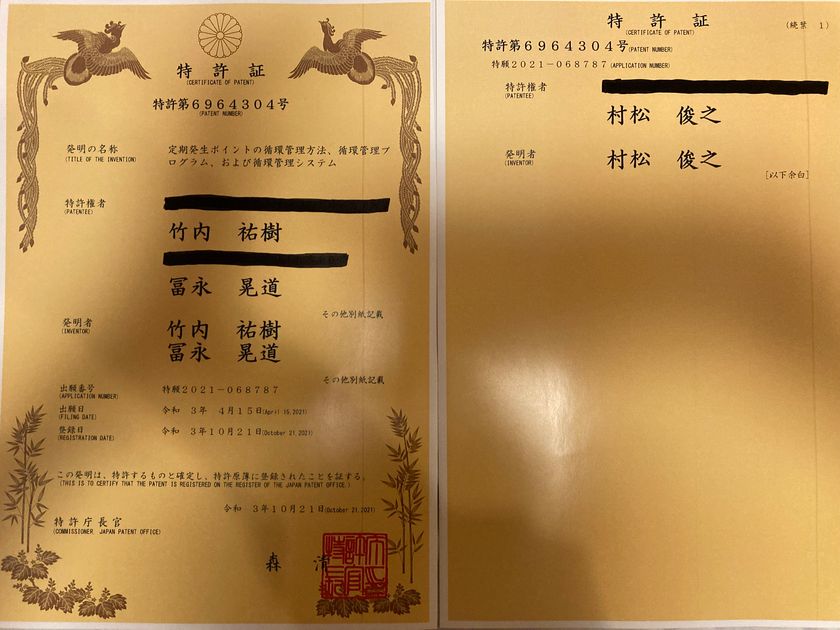 特許証
(CERTIFICATE OF PATENT)
特許第6964304号
(PATENT NUMBER)
発明の名称
(TITLE OF THE INVENTION)
定期発生ポイントの循環管理方法、循環管理プ
ログラム、および循環管理システム
特許権者
(PATENTEE)
竹内 祐樹
冨永 晃道
その他別紙記載
発明者
(INVENTOR)
竹内 祐樹
冨永 晃道
その他別紙記載
出願番号
(APPLICATION NUMBER)
特願2021-068787
出願日
(FILING DATE)
令和 3年 4月15日(April 15,2021)
登録日
(REGISTRATION DATE)
令和 3年10月21日(October 21,2021)
この発明は、特許するものと確定し、特許原簿に登録されたことを証する。
(THIS IS TO CERTIFY THAT THE PATENT IS REGISTERED ON THE REGISTER OF THE JAPAN PATENT OFFICE.)
令和 3年10月21日(October 21,2021)
特許庁長官
(COMMISSIONER, JAPAN PATENT OFFICE)
森 清
特許証
(CERTIFICATE OF PATENT)
(続葉 1)
特許第6964304号(PATENT NUMBER)
特願2021-068787(APPLICATION NUMBER)
特許権者
(PATENTEE)
村松 俊之
発明者
(INVENTOR)
村松 俊之
[以下余白]